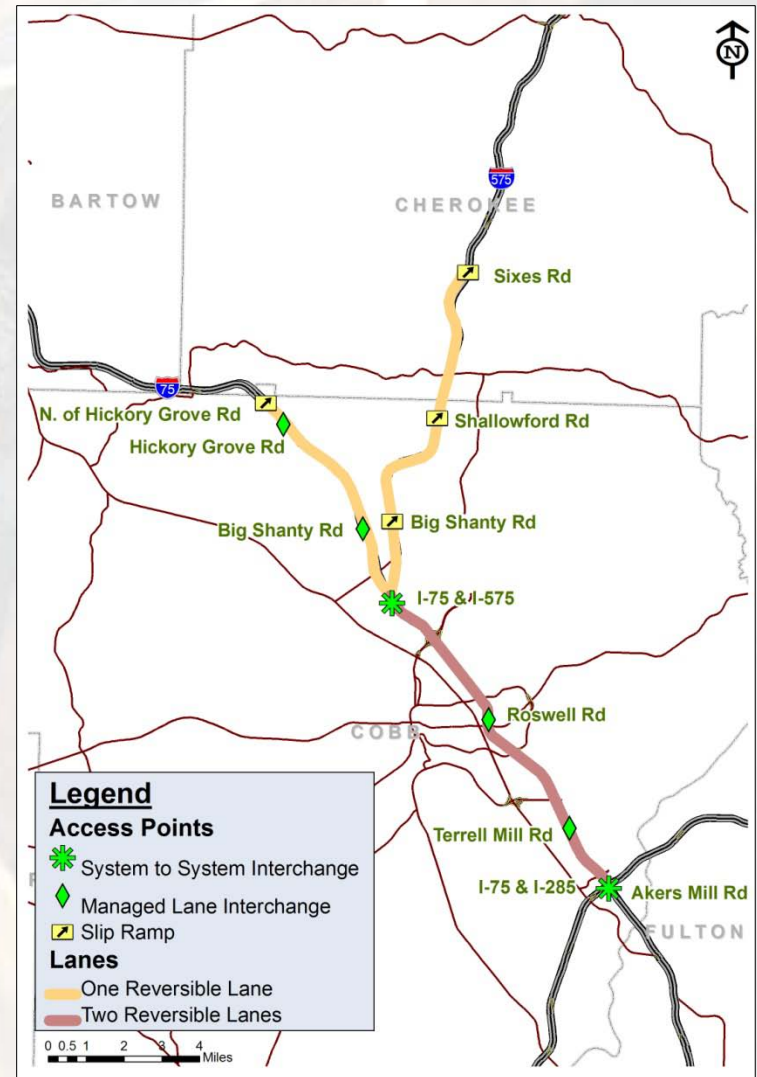 N
575
BARTOW
CHEROKEE
Sixes Rd
75
N. of Hickory Grove Rd
Shallowford Rd
Hickory Grove Rd
Big Shanty Rd
Big Shanty Rd
I-75 & I-575
Roswell Rd
COBB
Terrell Mill Rd
I-75 & I-285
Akers Mill Rd
FULTON
Legend
Access Points
System to System Interchange
Managed Lane Interchange
Slip Ramp
Lanes
One Reversible Lane
Two Reversible Lanes
0 0.5 1 2 3 4
Miles